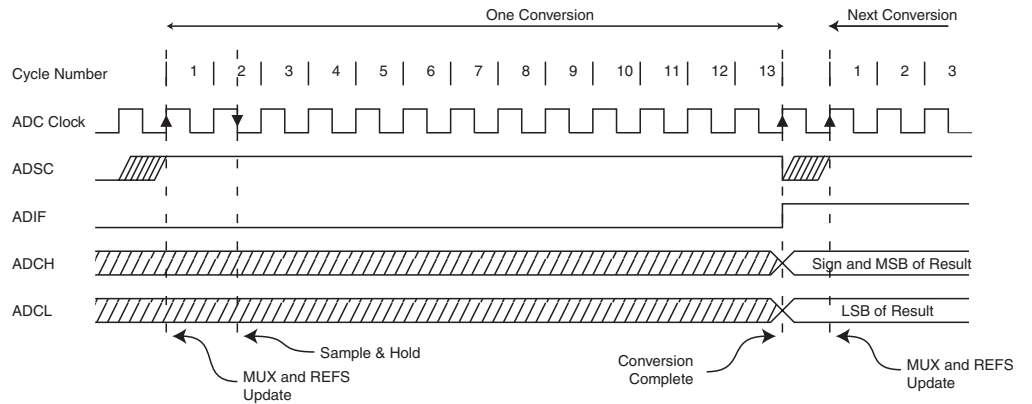 One Conversion
Next Conversion
Cycle Number 1 2 3 4 5 6 7 8 9 10 11 12 13 1 2 3
ADC Clock
ADSC
ADIF
ADCH
Sign and MSB of Result
ADCL
LSB of Result
Sample & Hold
MUX and REFS
Update
Conversion
Complete
MUX and REFS
Update